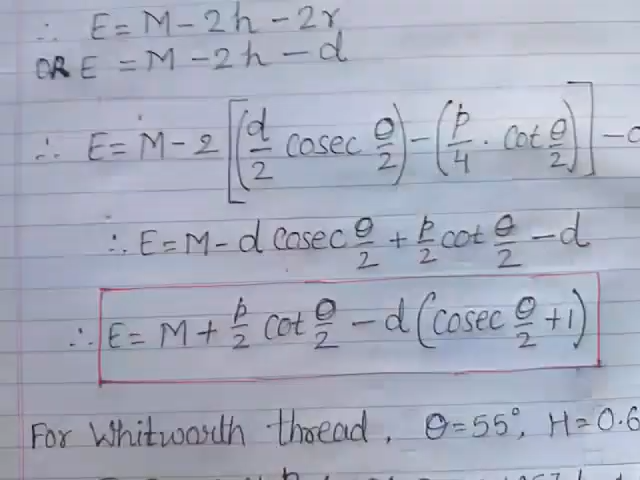 ∴ E = M - 2h - 2r
OR E = M - 2h - d
∴ E = M - 2 [(d/2 cosec θ/2) - (p/4 · cot θ/2)] - d
∴ E = M - d cosec θ/2 + p/2 cot θ/2 - d
∴ E = M + p/2 cot θ/2 - d (cosec θ/2 + 1)
For Whitworth thread, θ = 55°, H = 0.6